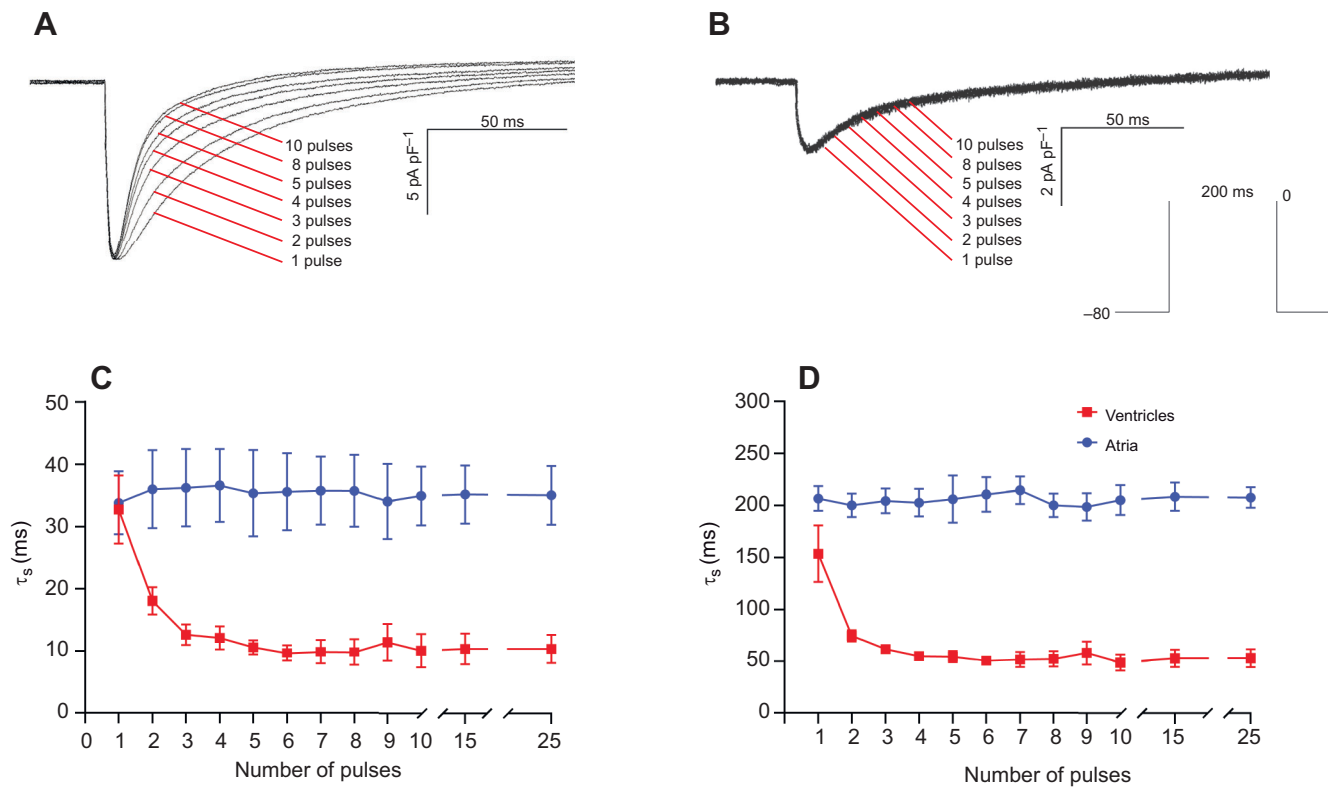 A
10 pulses
8 pulses
5 pulses
4 pulses
3 pulses
2 pulses
1 pulse
50 ms
5 pA pF⁻¹
B
10 pulses
8 pulses
5 pulses
4 pulses
3 pulses
2 pulses
1 pulse
50 ms
2 pA pF⁻¹
200 ms
0
–80
C
50
40
30
20
10
0
τs (ms)
0 1 2 3 4 5 6 7 8 9 10 15 25
Number of pulses
D
300
250
200
150
100
50
0
τs (ms)
Ventricles
Atria
1 2 3 4 5 6 7 8 9 10 15 25
Number of pulses